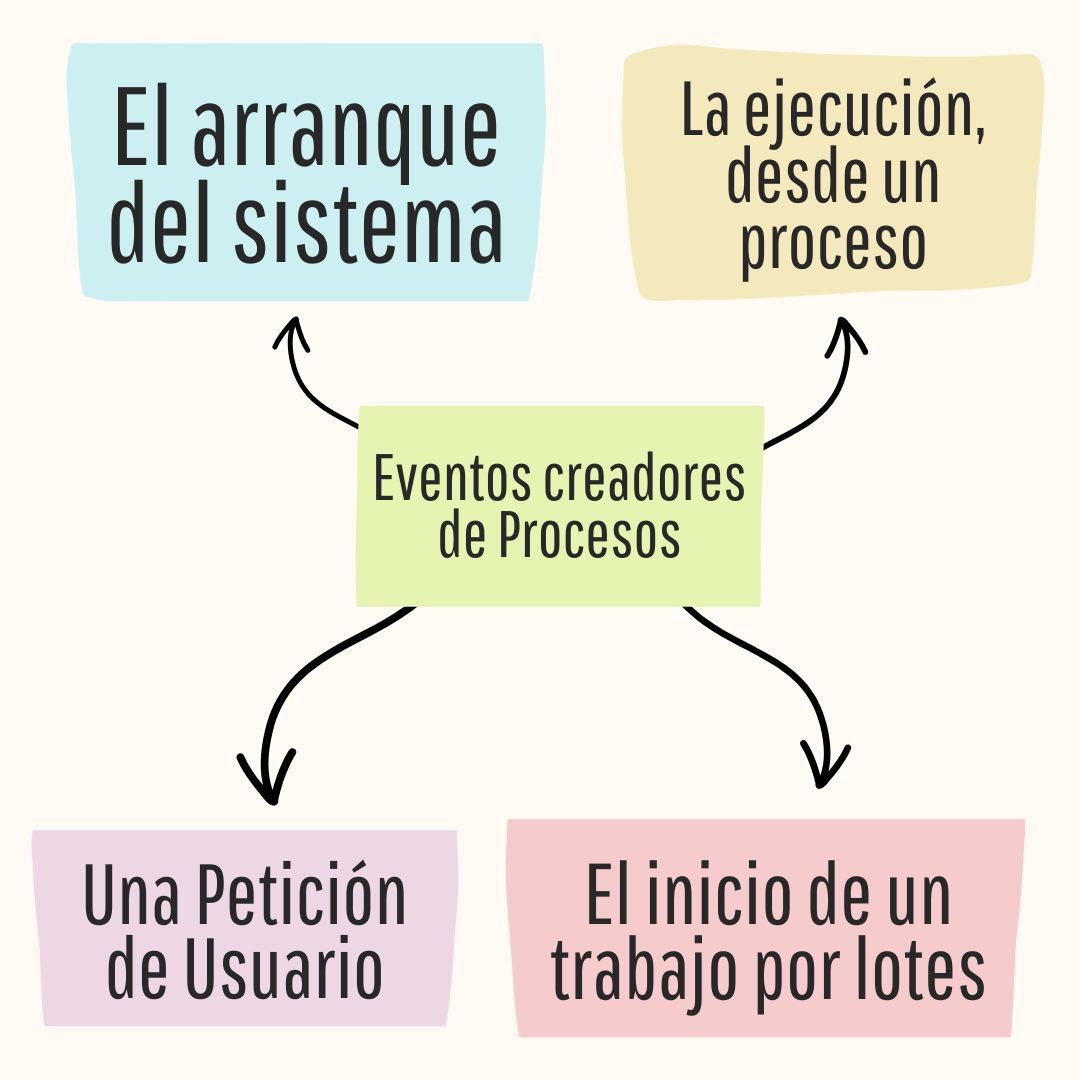 El arranque
del sistema
La ejecución,
desde un
proceso
Eventos creadores
de Procesos
Una Petición
de Usuario
El inicio de un
trabajo por lotes